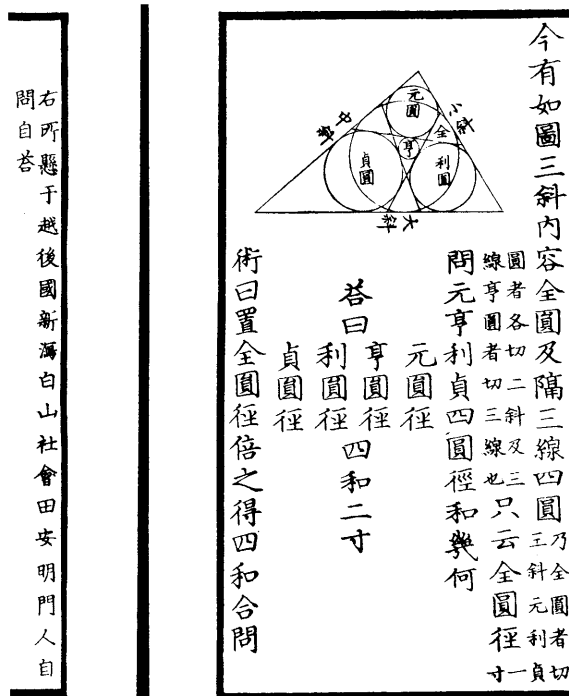 今有如圖三斜内容全圓及隔三線四圓
乃全圓者切
三斜元利貞
圓者各切二斜及三
線亨圓者切三線也
只云全圓徑一寸
問元亨利貞四圓徑和幾何
荅曰
元圓徑
亨圓徑
利圓徑
貞圓徑
四和二寸
術曰置全圓徑倍之得四和合問
元圓
小斜
中斜
全
亨
利圓
貞圓
大斜
右所懸于越後國新潟白山社會田安明門人自
問自荅